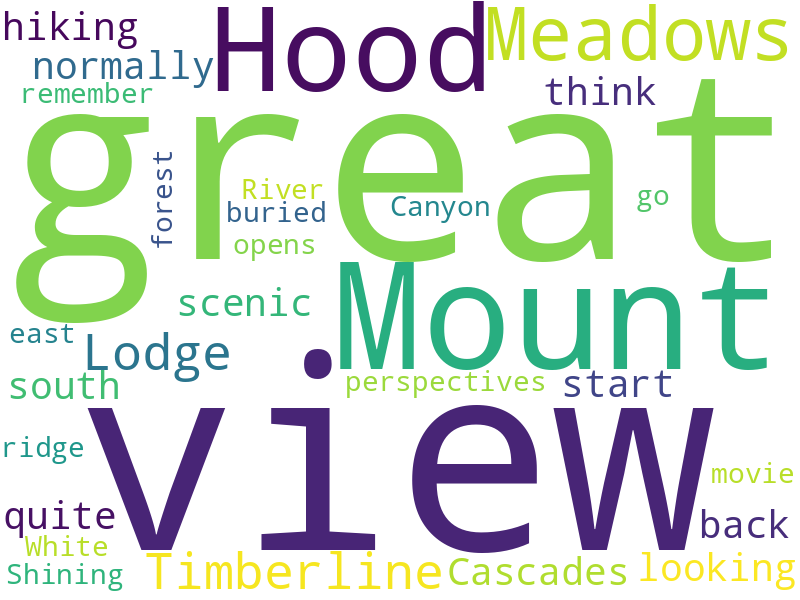 hiking
Hood
Meadows
normally
remember
think
great
forest
River
buried
Canyon
go
opens
Mount
scenic
east
Lodge
south
perspectives
start
view
ridge
movie
quite
back
White
Shining
Timberline
Cascades
looking